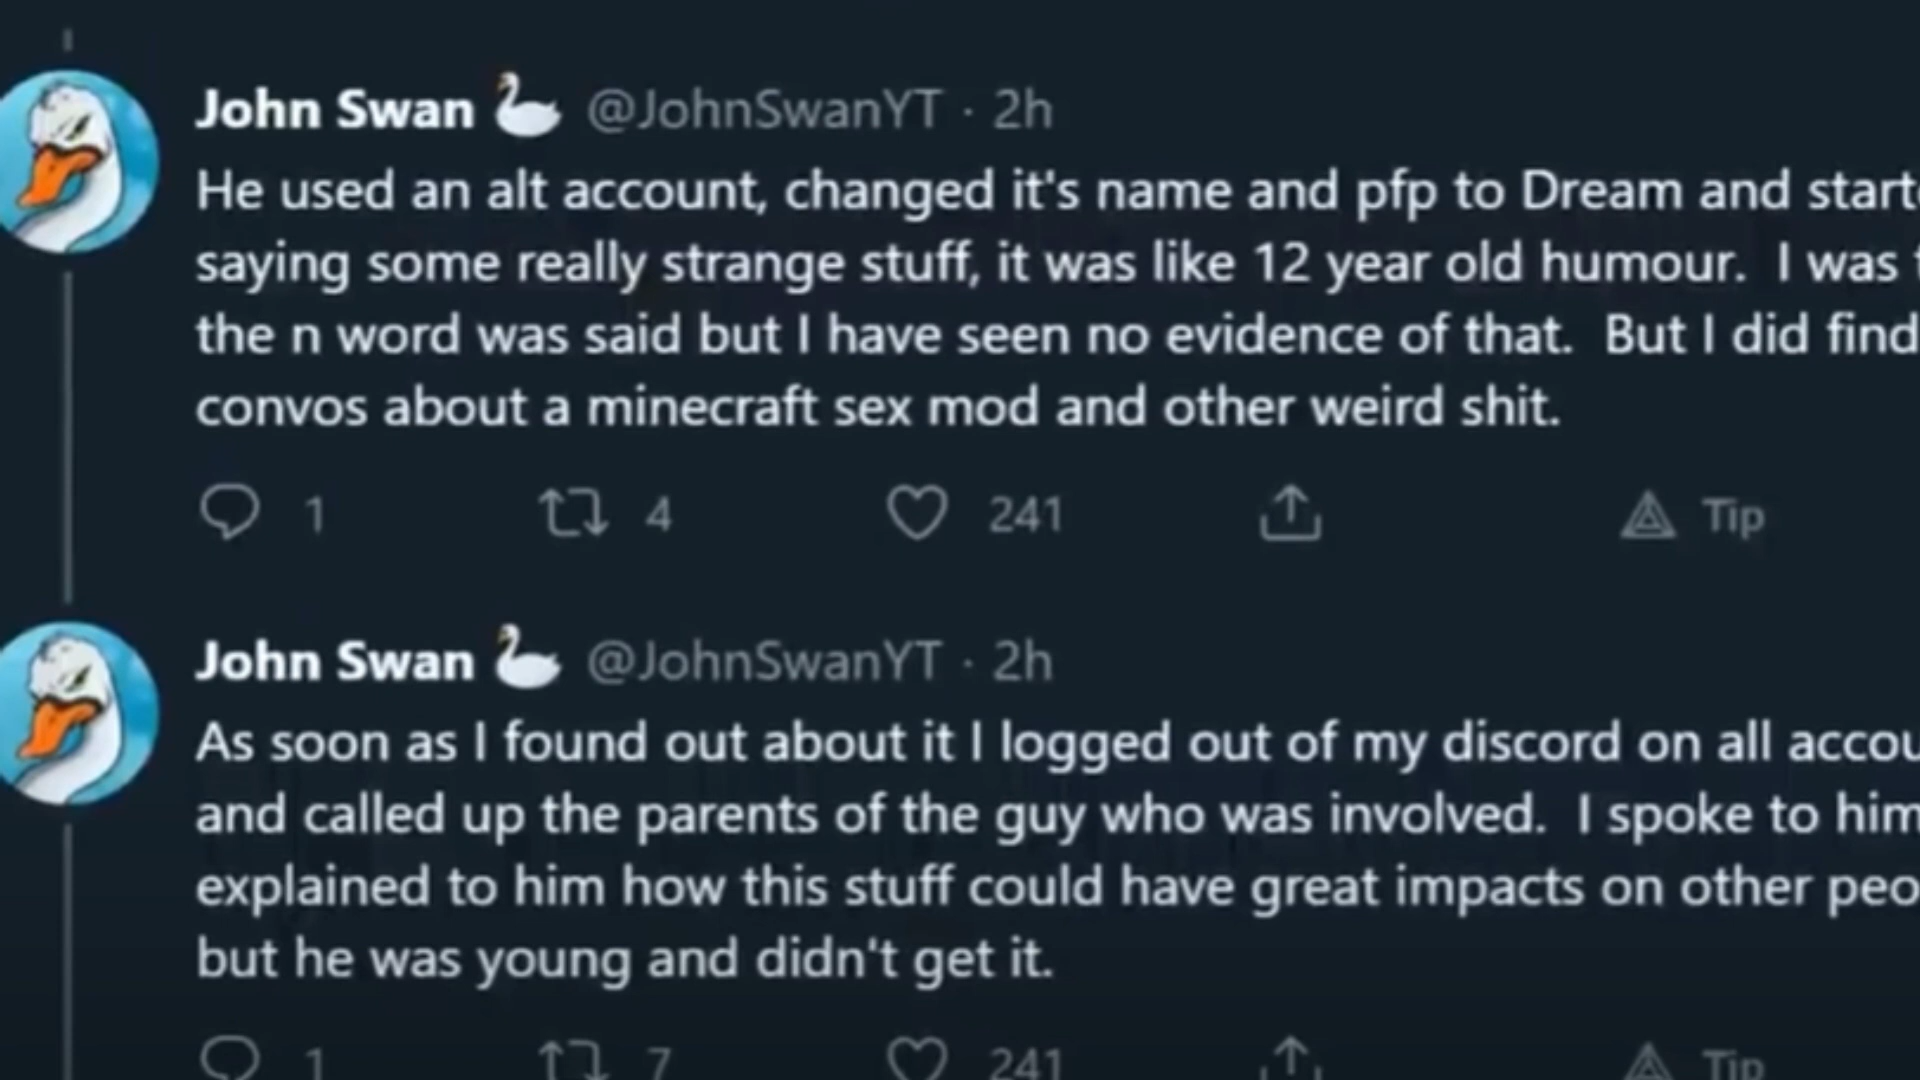 John Swan 🦢 @JohnSwanYT · 2h
He used an alt account, changed it's name and pfp to Dream and
saying some really strange stuff, it was like 12 year old humour. I was
the n word was said but I have seen no evidence of that. But I did find
convos about a minecraft sex mod and other weird shit.
1 4 241 Tip
John Swan 🦢 @JohnSwanYT · 2h
As soon as I found out about it I logged out of my discord on all
and called up the parents of the guy who was involved. I spoke to him
explained to him how this stuff could have great impacts on other
but he was young and didn't get it.
1 7 241 Tip